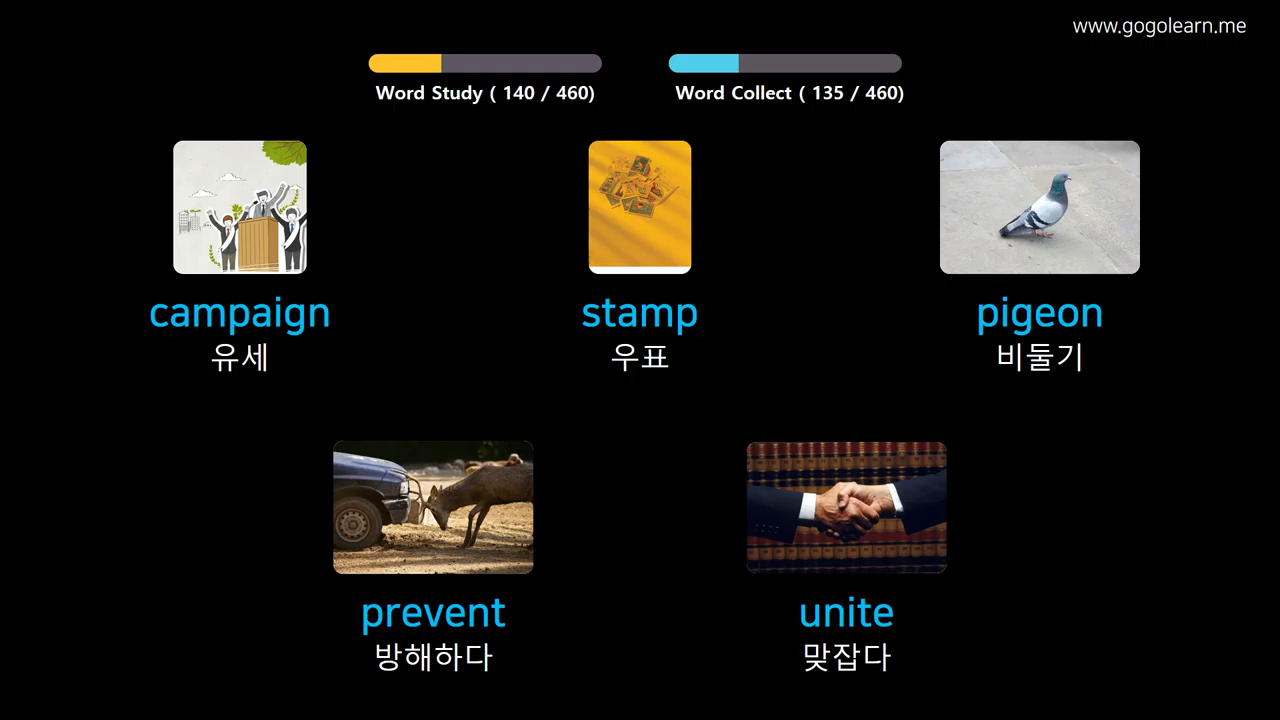 www.gogolearn.me
Word Study ( 140 / 460)
Word Collect ( 135 / 460)
campaign
유세
stamp
우표
pigeon
비둘기
prevent
방해하다
unite
맞잡다